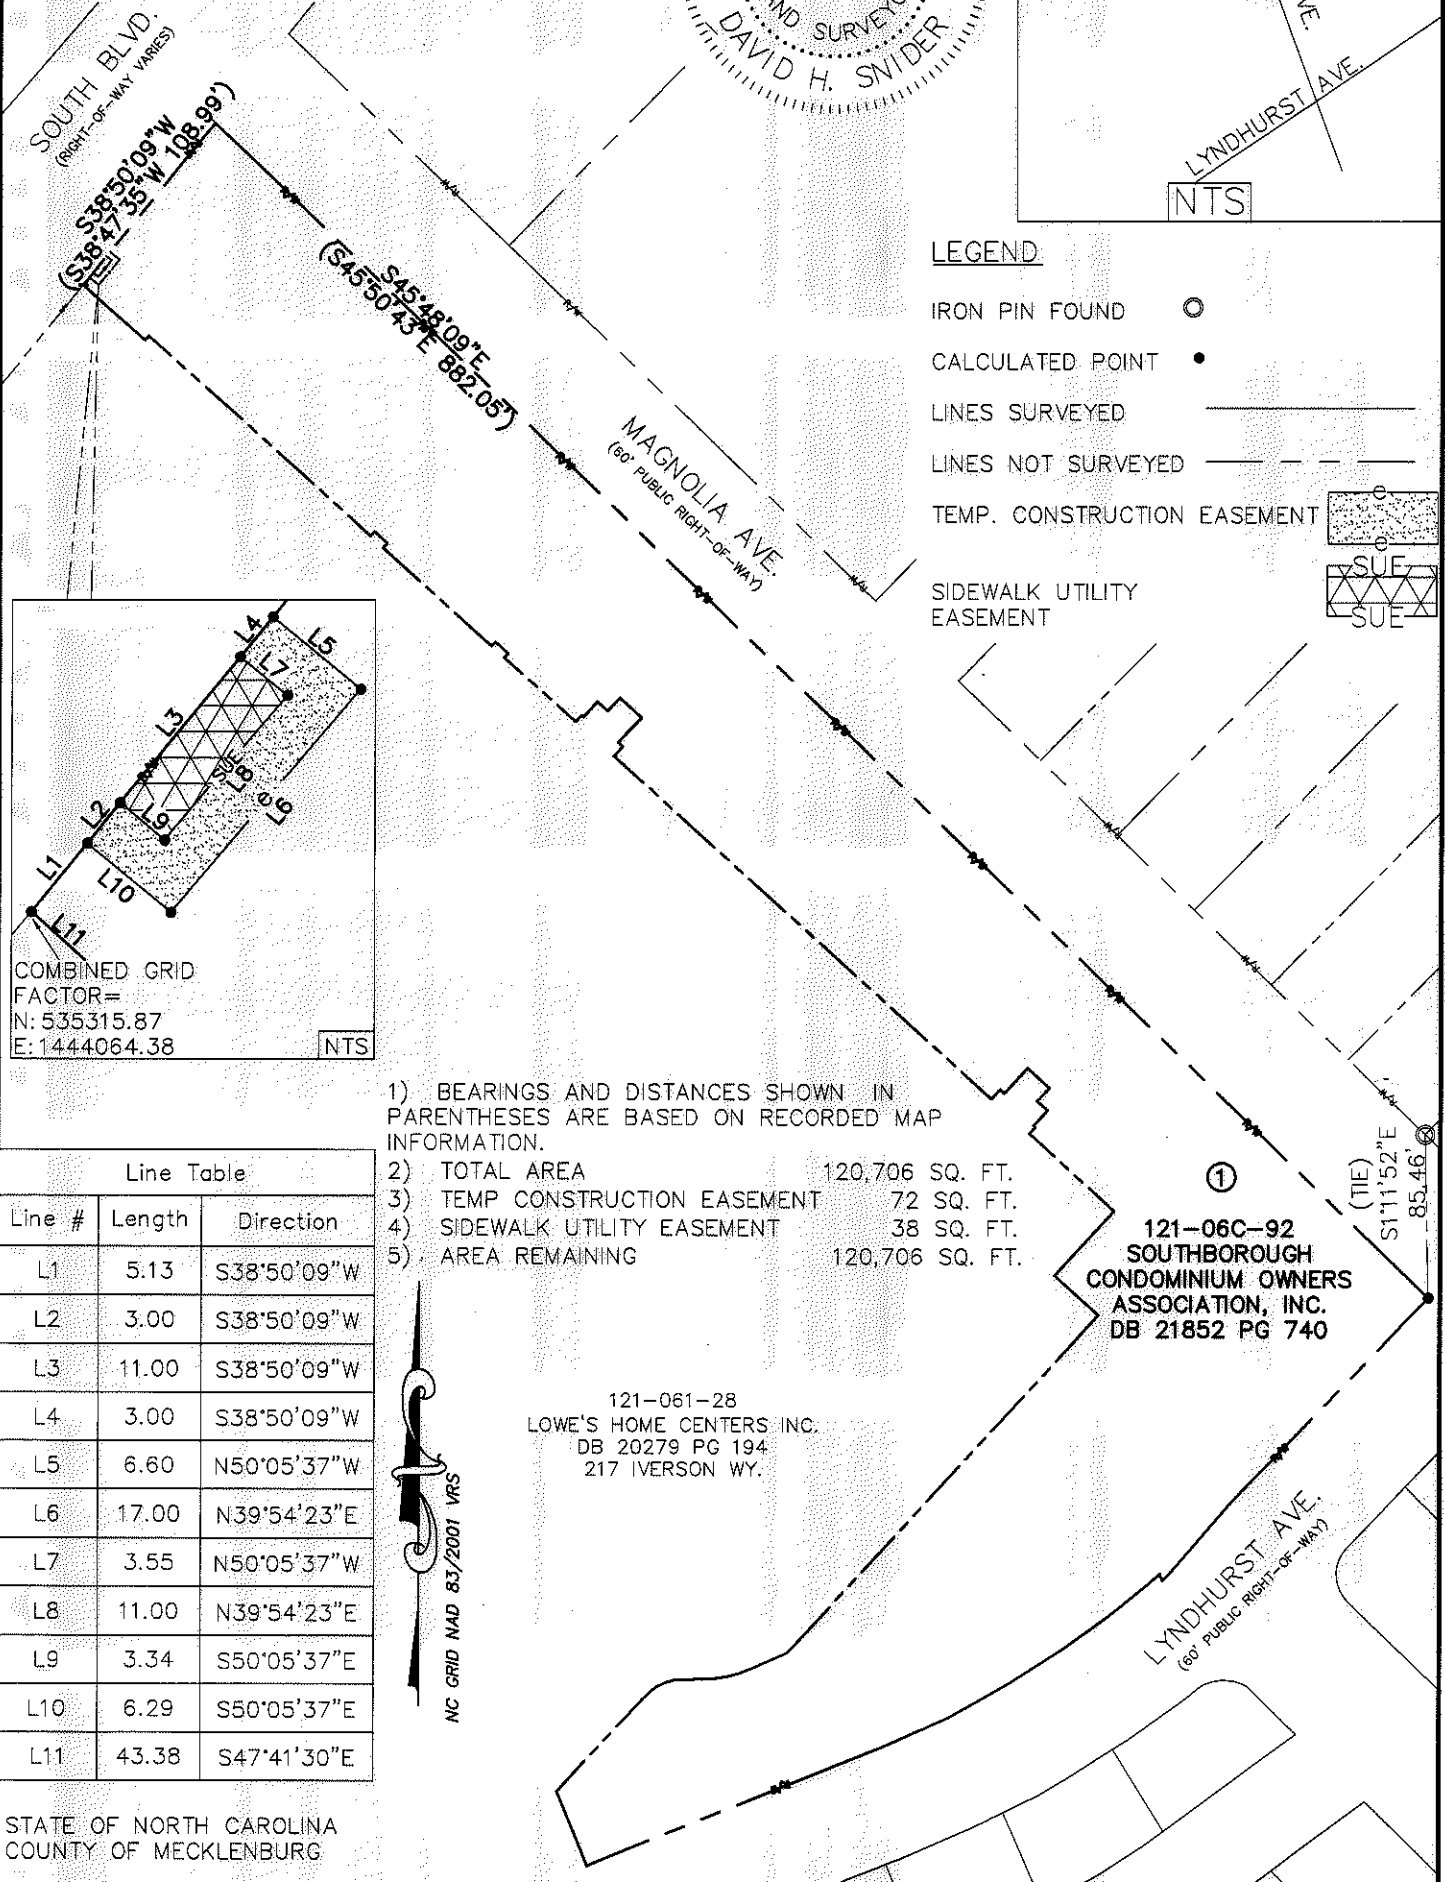 SOUTH BLVD.
(RIGHT-OF-WAY VARIES)
AND SURVEYO
DAVID H. SNIDER
VE.
LYNDHURST AVE.
NTS
S38°50'09"W
(S38°47'35"W 108.99')
S45°48'09"E
(S45°50'43"E 882.05')
R/W
R/W
R/W
R/W
R/W
R/W
R/W
R/W
R/W
R/W
R/W
R/W
R/W
R/W
MAGNOLIA AVE.
(60' PUBLIC RIGHT-OF-WAY)
LEGEND
IRON PIN FOUND
CALCULATED POINT
LINES SURVEYED
LINES NOT SURVEYED
TEMP. CONSTRUCTION EASEMENT
e
e
SIDEWALK UTILITY
EASEMENT
SUE
SUE
L4
L5
L7
L3
R/W
SUE
L8
e
L6
L2
L9
L1
L10
L11
COMBINED GRID
FACTOR=
N: 535315.87
E: 1444064.38
NTS
1) BEARINGS AND DISTANCES SHOWN IN
PARENTHESES ARE BASED ON RECORDED MAP
INFORMATION.
2) TOTAL AREA 120,706 SQ. FT.
3) TEMP CONSTRUCTION EASEMENT 72 SQ. FT.
4) SIDEWALK UTILITY EASEMENT 38 SQ. FT.
5) AREA REMAINING 120,706 SQ. FT.
Line Table
Line # Length Direction
L1 5.13 S38°50'09"W
L2 3.00 S38°50'09"W
L3 11.00 S38°50'09"W
L4 3.00 S38°50'09"W
L5 6.60 N50°05'37"W
L6 17.00 N39°54'23"E
L7 3.55 N50°05'37"W
L8 11.00 N39°54'23"E
L9 3.34 S50°05'37"E
L10 6.29 S50°05'37"E
L11 43.38 S47°41'30"E
NC GRID NAD 83/2001 VRS
(TIE)
S1°11'52"E
85.46'
1
121-06C-92
SOUTHBOROUGH
CONDOMINIUM OWNERS
ASSOCIATION, INC.
DB 21852 PG 740
121-061-28
LOWE'S HOME CENTERS INC.
DB 20279 PG 194
217 IVERSON WY.
LYNDHURST AVE.
(60' PUBLIC RIGHT-OF-WAY)
STATE OF NORTH CAROLINA
COUNTY OF MECKLENBURG